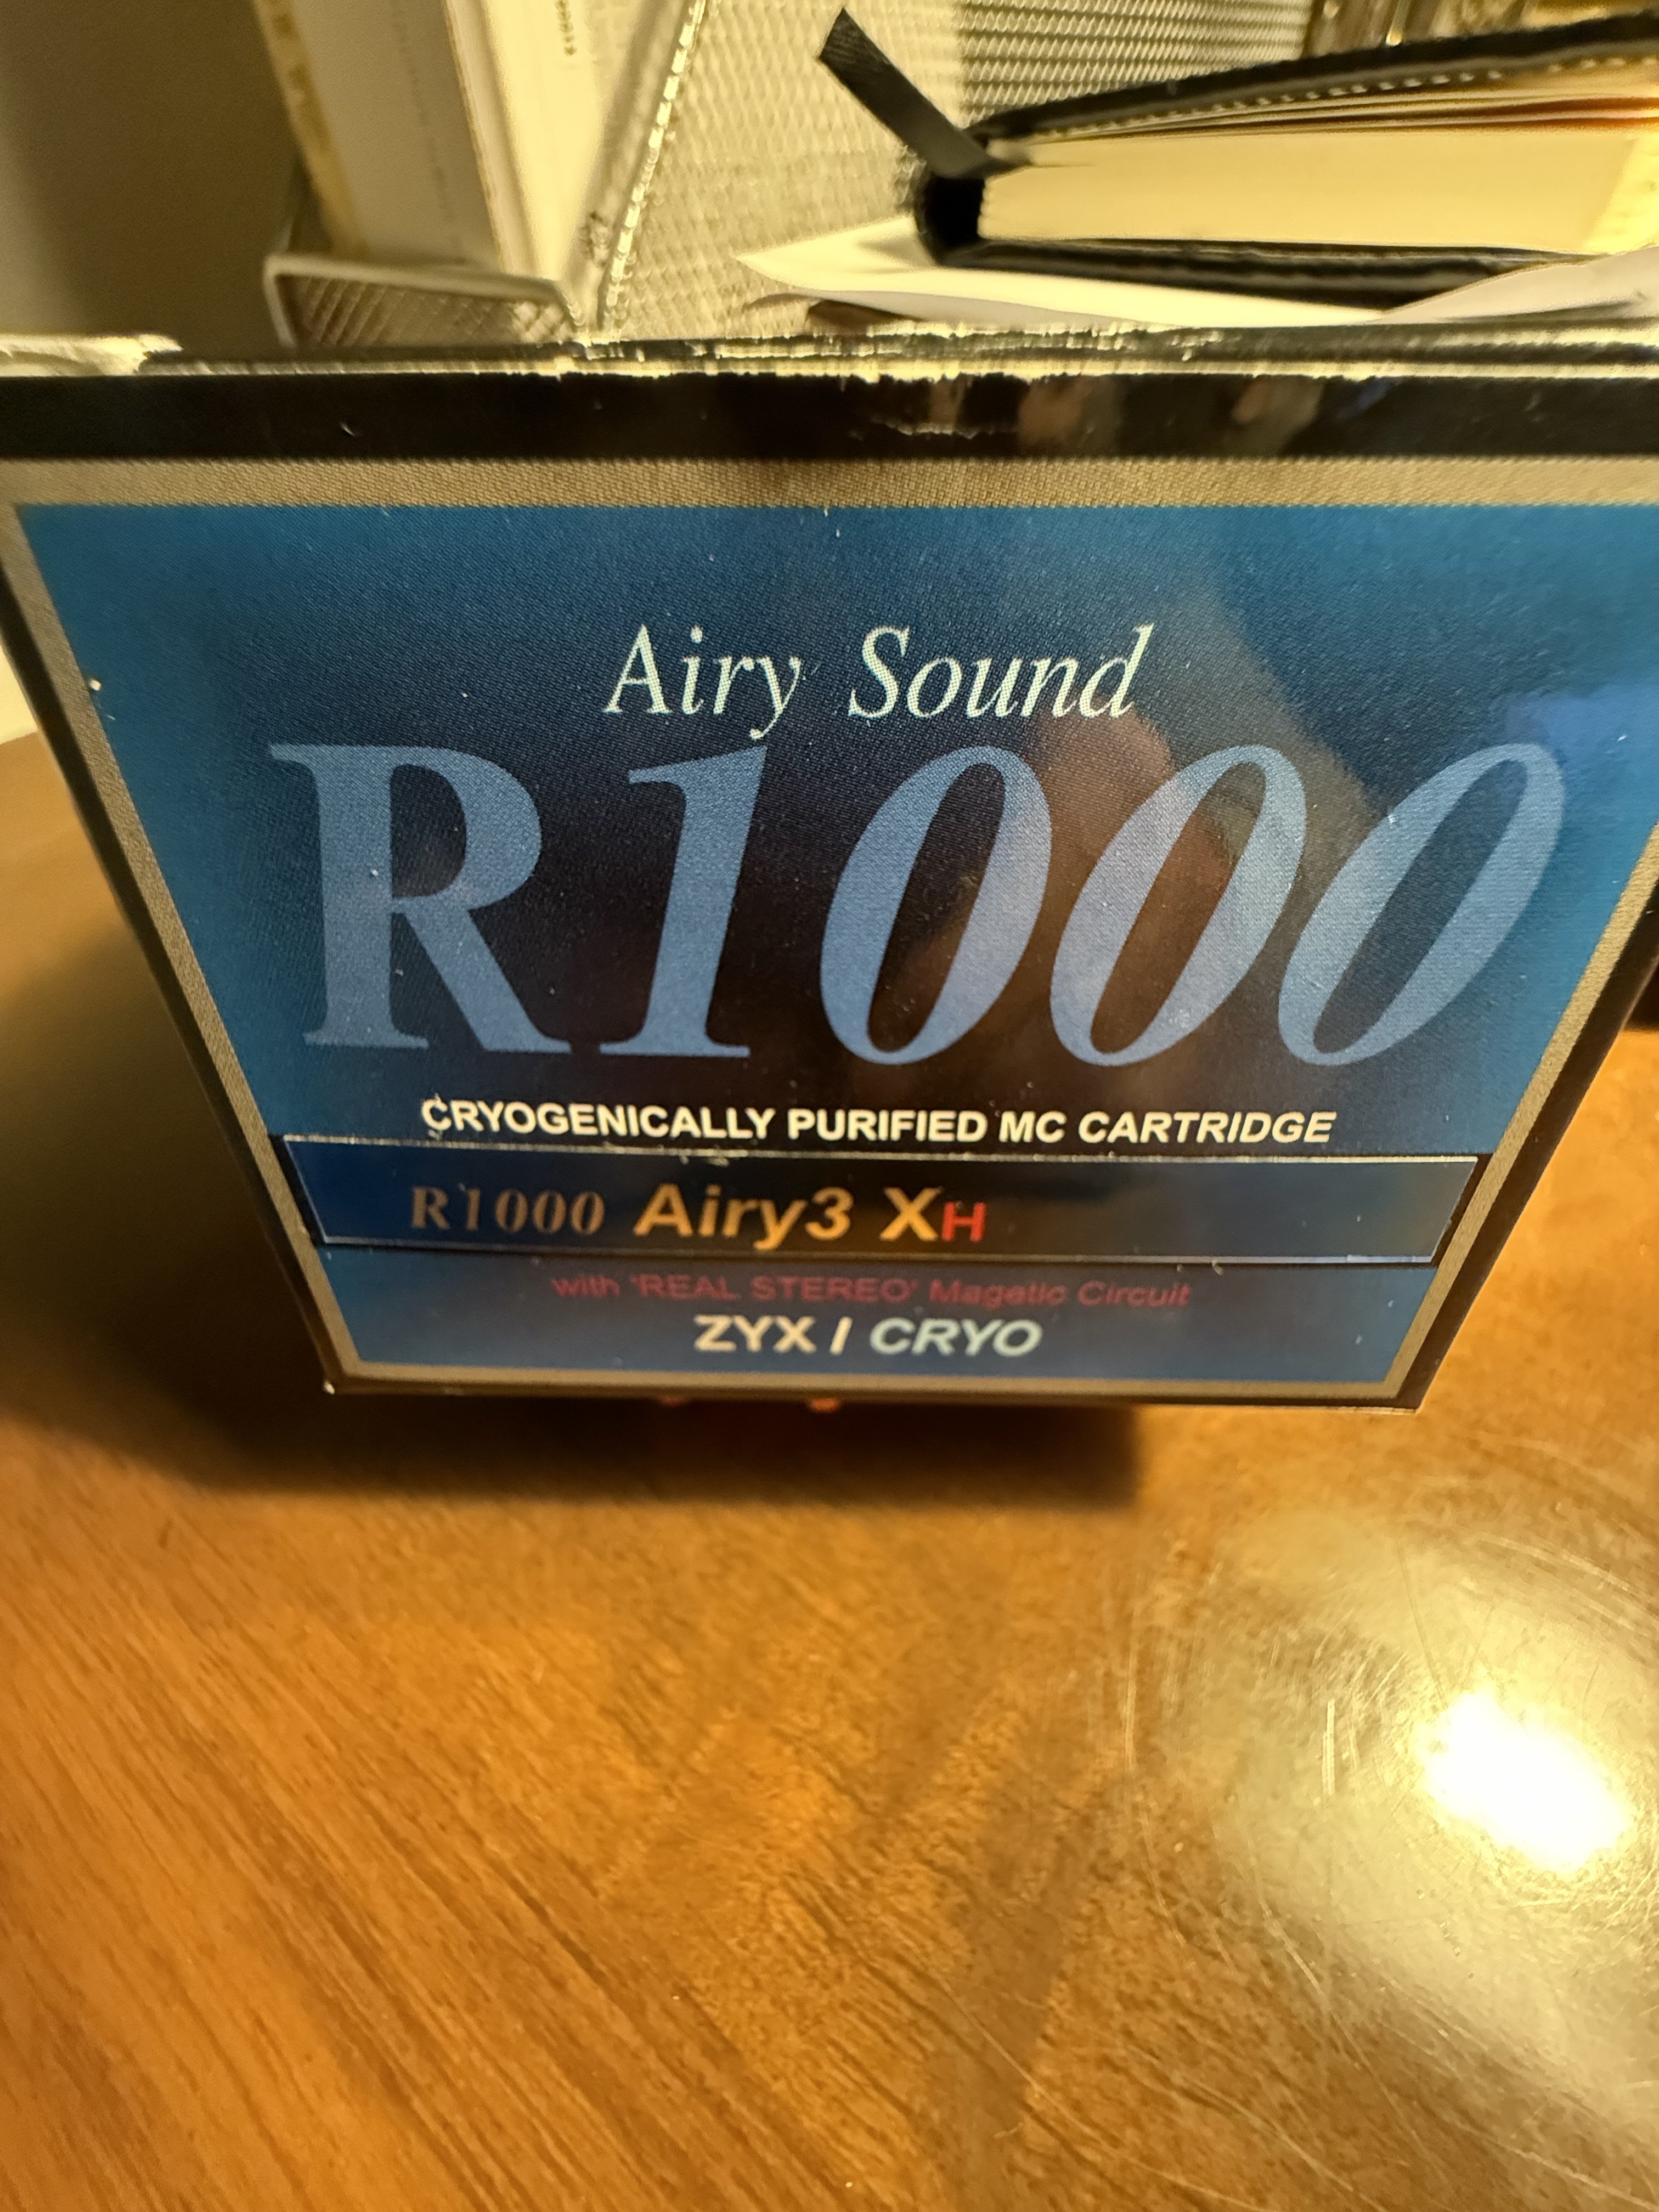 Airy Sound
R1000
CRYOGENICALLY PURIFIED MC CARTRIDGE
R1000 Airy3 XH
with 'REAL STEREO' Magetic Circuit
ZYX / CRYO